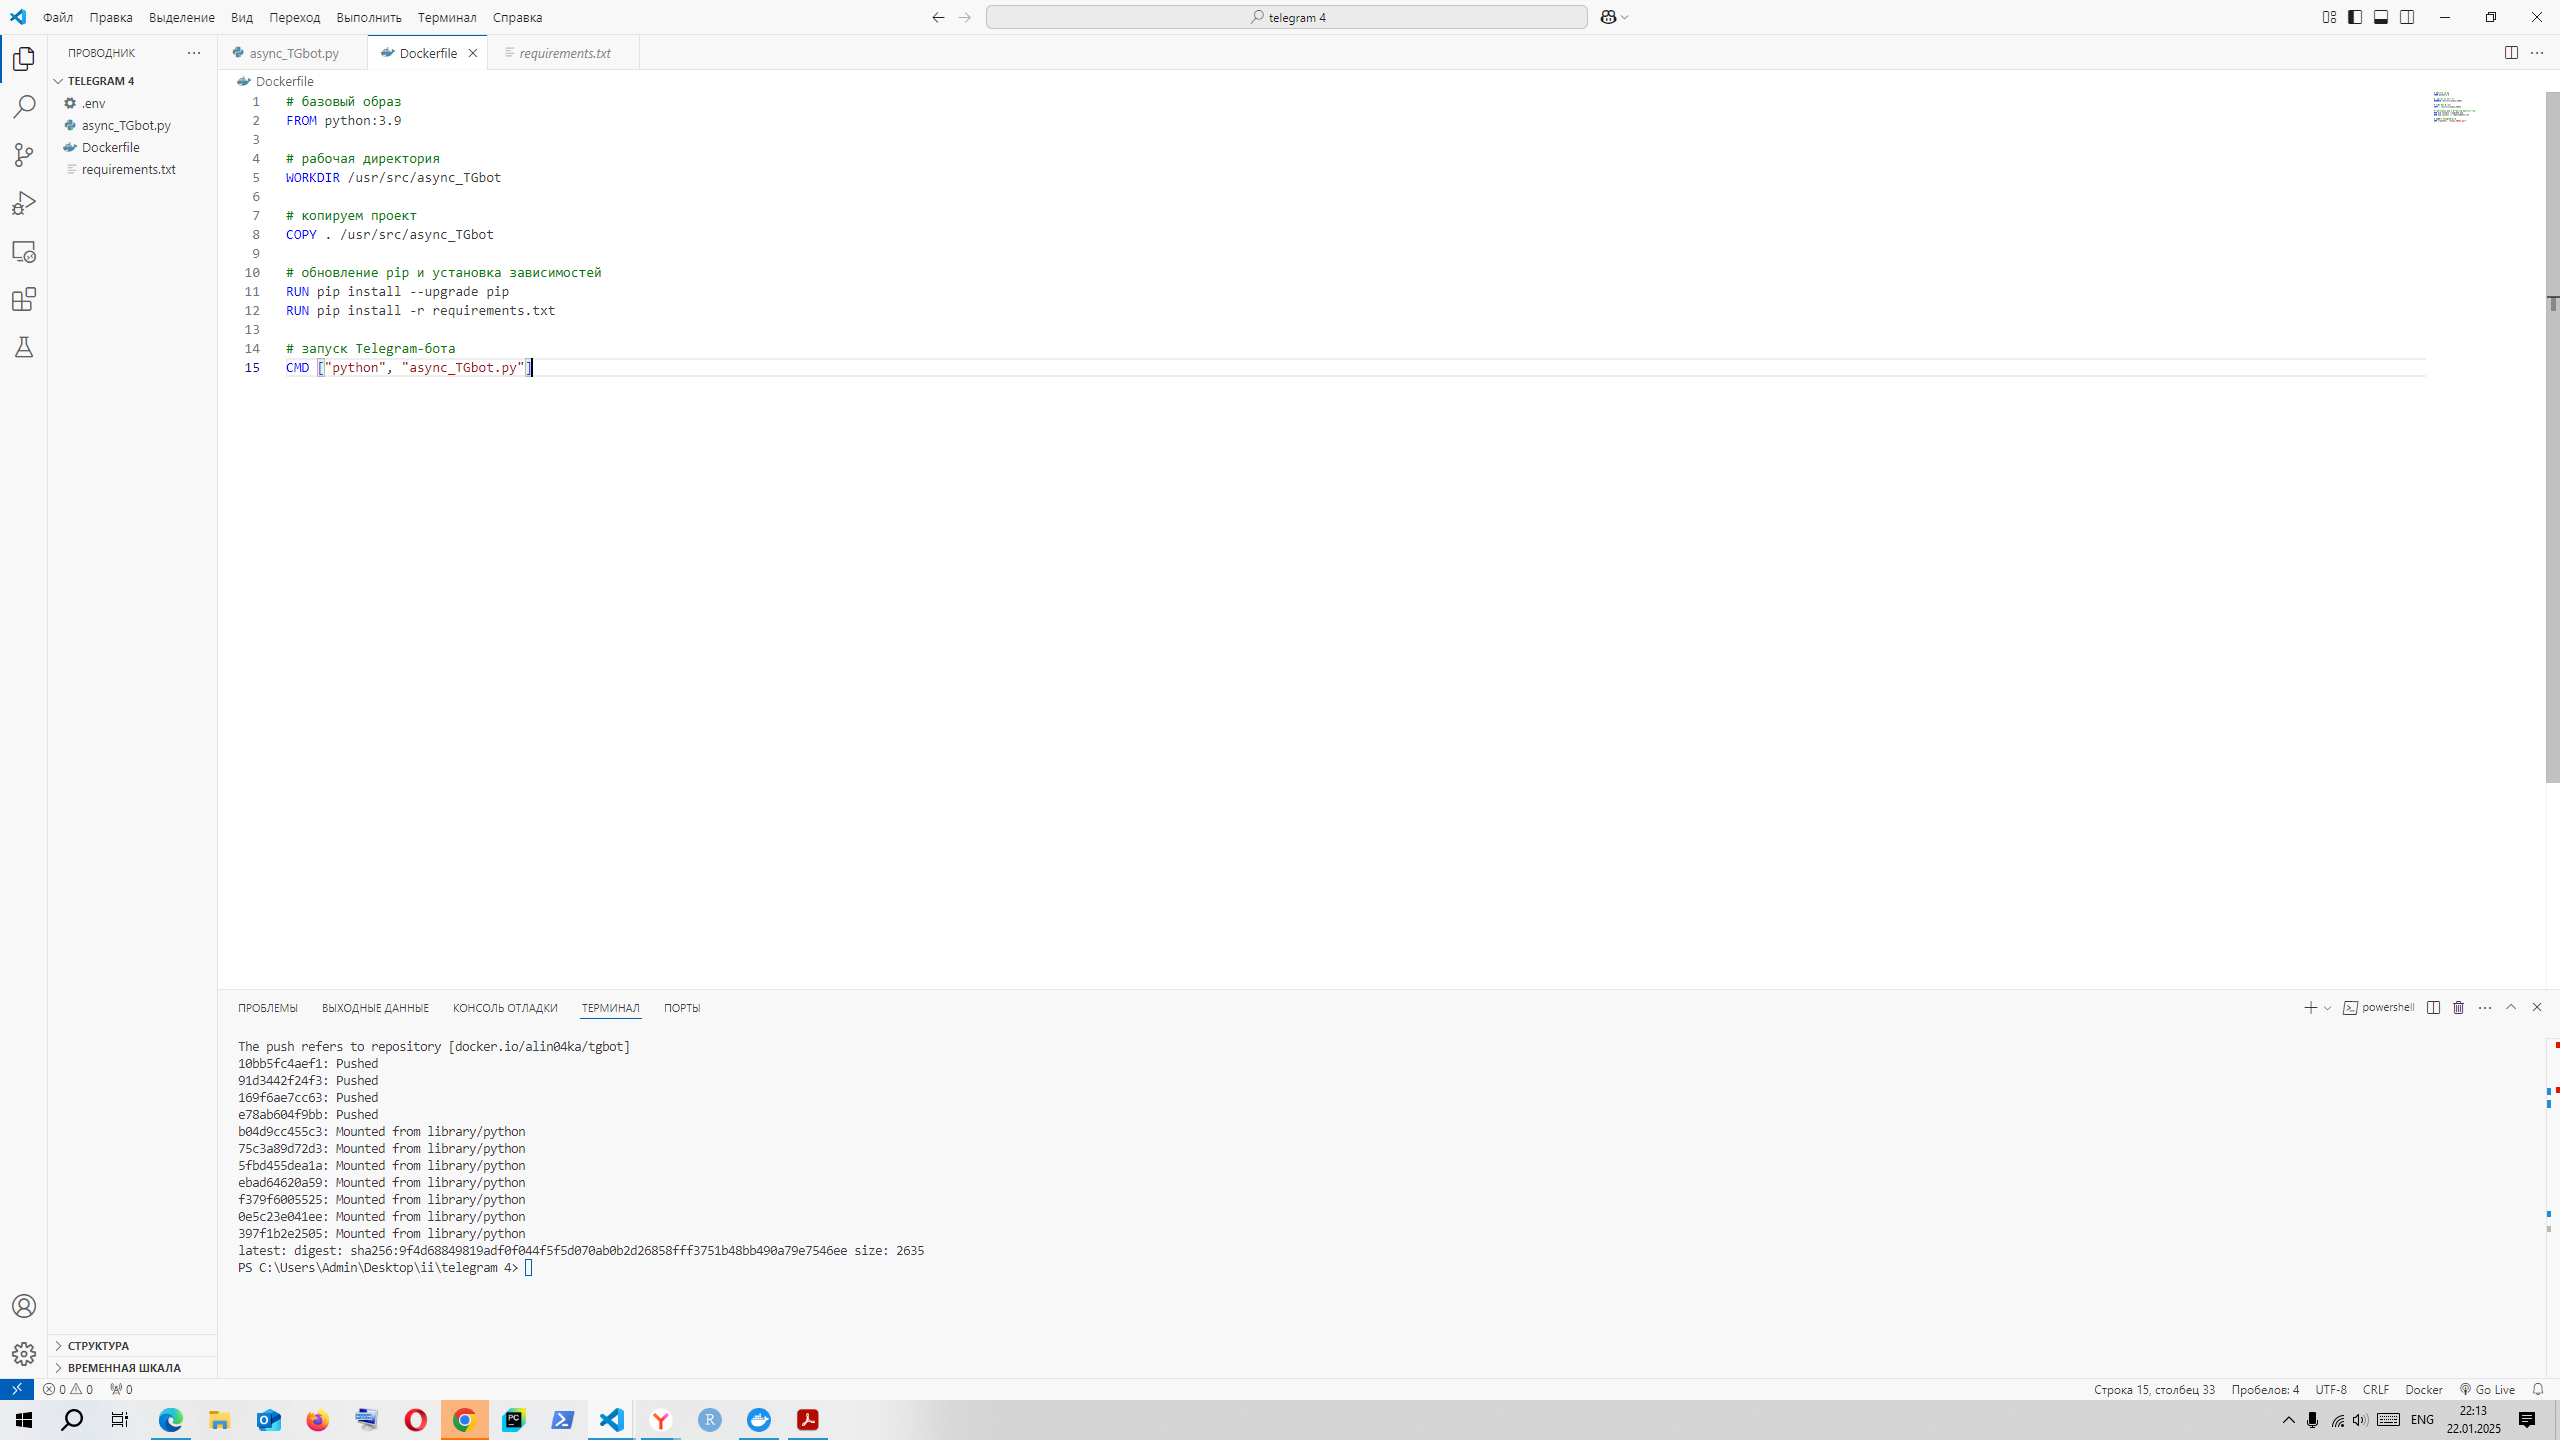 Файл Правка Выделение Вид Переход Выполнить Терминал Справка
telegram 4
ПРОВОДНИК
TELEGRAM 4
.env
async_TGbot.py
Dockerfile
requirements.txt
async_TGbot.py Dockerfile requirements.txt
Dockerfile
1 # базовый образ
2 FROM python:3.9
3
4 # рабочая директория
5 WORKDIR /usr/src/async_TGbot
6
7 # копируем проект
8 COPY . /usr/src/async_TGbot
9
10 # обновление pip и установка зависимостей
11 RUN pip install --upgrade pip
12 RUN pip install -r requirements.txt
13
14 # запуск Telegram-бота
15 CMD ["python", "async_TGbot.py"]
ПРОБЛЕМЫ ВЫХОДНЫЕ ДАННЫЕ КОНСОЛЬ ОТЛАДКИ ТЕРМИНАЛ ПОРТЫ
powershell
The push refers to repository [docker.io/alin04ka/tgbot]
10bb5fc4aef1: Pushed
91d3442f24f3: Pushed
169f6ae7cc63: Pushed
e78ab604f9bb: Pushed
b04d9cc455c3: Mounted from library/python
75c3a89d72d3: Mounted from library/python
5fbd455dea1a: Mounted from library/python
ebad64620a59: Mounted from library/python
f379f6005525: Mounted from library/python
0e5c23e041ee: Mounted from library/python
397f1b2e2505: Mounted from library/python
latest: digest: sha256:9f4d68849819adf0f044f5f5d070ab0b2d26858fff3751b48bb490a79e7546ee size: 2635
PS C:\Users\Admin\Desktop\ii\telegram 4>
СТРУКТУРА
ВРЕМЕННАЯ ШКАЛА
0 0 0
Строка 15, столбец 33 Пробелов: 4 UTF-8 CRLF Docker Go Live
ENG
22:13
22.01.2025